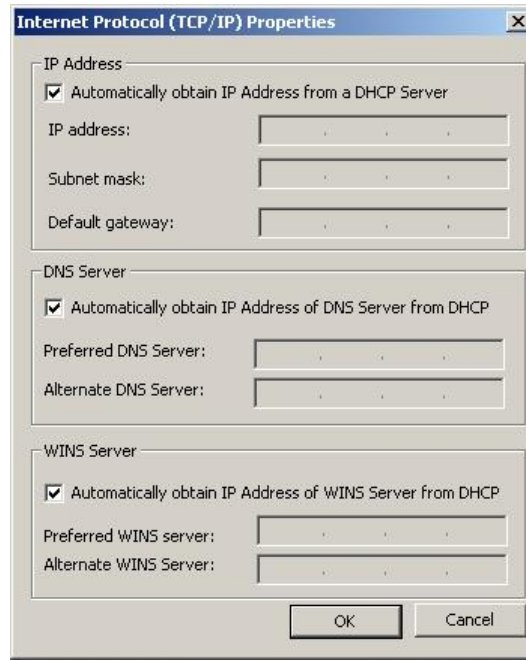 Internet Protocol (TCP/IP) Properties
IP Address
Automatically obtain IP Address from a DHCP Server
IP address:
Subnet mask:
Default gateway:
DNS Server
Automatically obtain IP Address of DNS Server from DHCP
Preferred DNS Server:
Alternate DNS Server:
WINS Server
Automatically obtain IP Address of WINS Server from DHCP
Preferred WINS server:
Alternate WINS Server:
OK Cancel